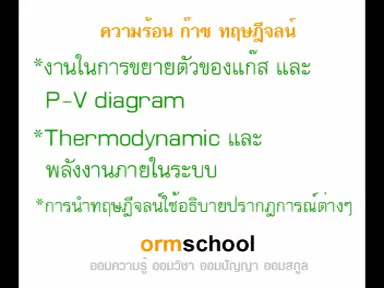 ความร้อน ก๊าซ ทฤษฎีจลน์
*งานในการขยายตัวของแก๊ส และ
P-V diagram
*Thermodynamic และ
พลังงานภายในระบบ
*การนำทฤษฎีจลน์ใช้อธิบายปรากฎการณ์ต่างๆ
ormschool
ออมความรู้ ออมวิชา ออมปัญญา ออมสกูล